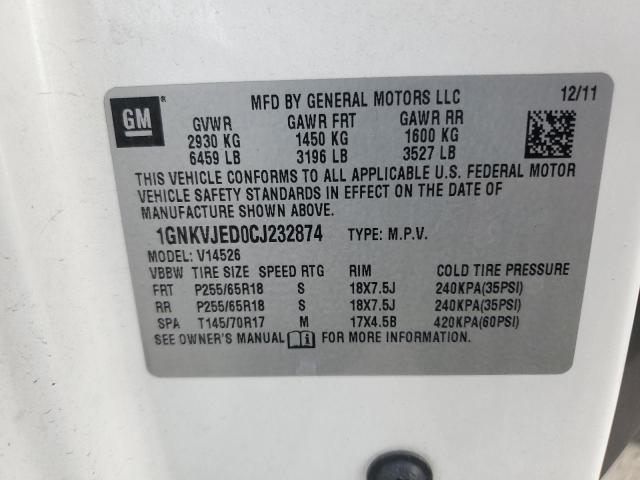 GM ®
MFD BY GENERAL MOTORS LLC 12/11
GVWR GAWR FRT GAWR RR
2930 KG 1450 KG 1600 KG
6459 LB 3196 LB 3527 LB
THIS VEHICLE CONFORMS TO ALL APPLICABLE U.S. FEDERAL MOTOR
VEHICLE SAFETY STANDARDS IN EFFECT ON THE DATE OF
MANUFACTURE SHOWN ABOVE.
1GNKVJED0CJ232874 TYPE: M.P.V.
MODEL: V14526
VBBW TIRE SIZE SPEED RTG RIM COLD TIRE PRESSURE
FRT P255/65R18 S 18X7.5J 240KPA(35PSI)
RR P255/65R18 S 18X7.5J 240KPA(35PSI)
SPA T145/70R17 M 17X4.5B 420KPA(60PSI)
SEE OWNER'S MANUAL FOR MORE INFORMATION.